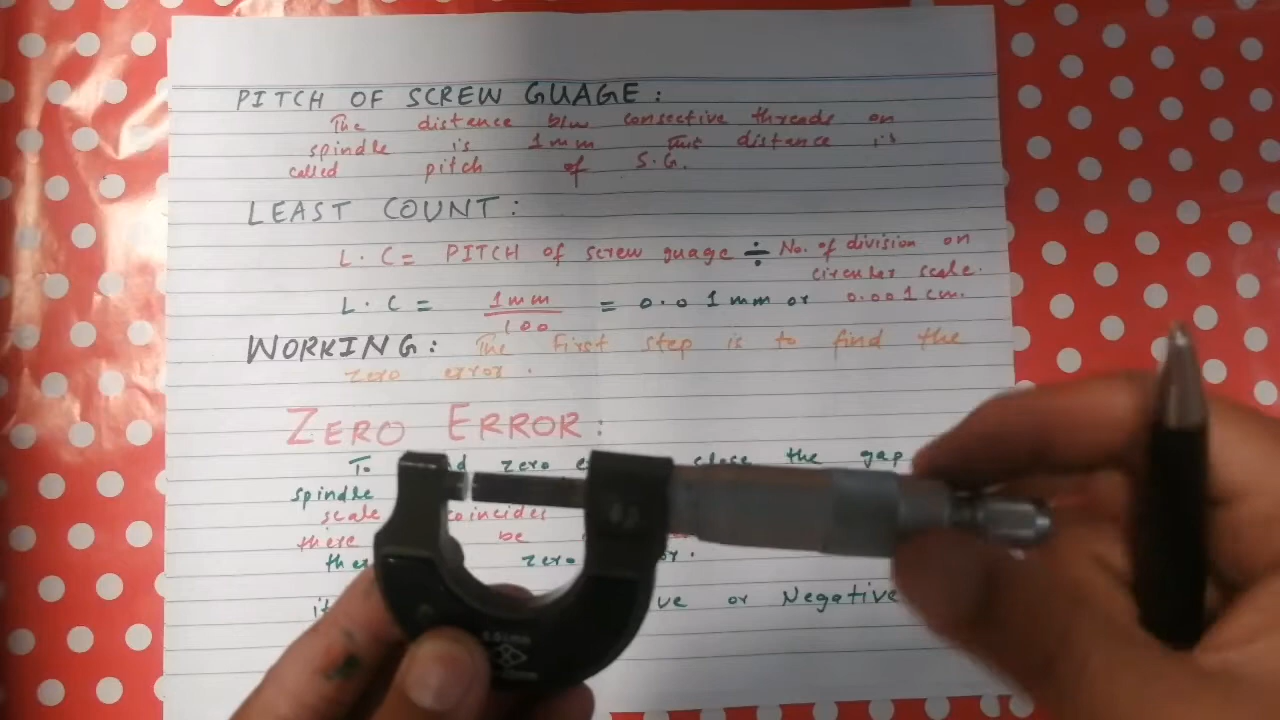 PITCH OF SCREW GUAGE :
The distance b/w consective threads on
spindle is 1mm This distance is
called pitch of S.G.
LEAST COUNT :
L.C = PITCH of screw guage ÷ No. of division on
circular scale.
L.C = 1mm / 100 = 0.01mm or 0.001cm.
WORKING : The First step is to find the
zero error.
ZERO ERROR :
To zero close the gap
spindle
scale coincides
there be
zero
or Negative
0.01mm